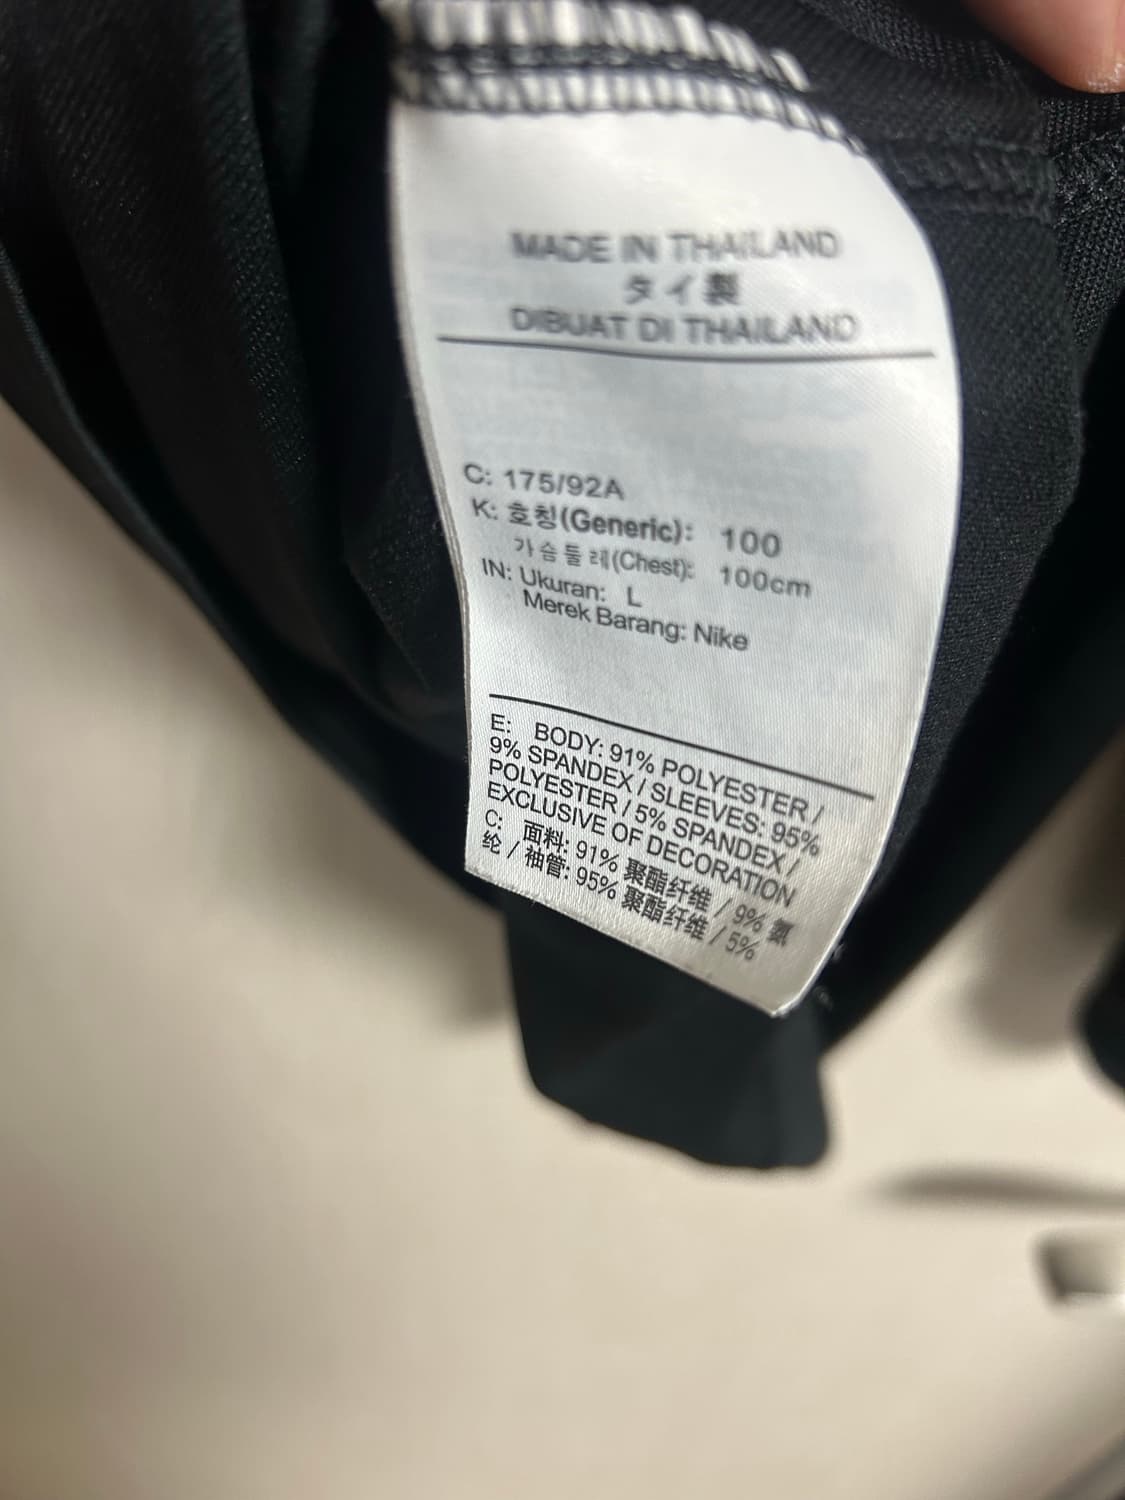 MADE IN THAILAND
タイ製
DIBUAT DI THAILAND
C: 175/92A
K: 호칭(Generic): 100
가슴둘레(Chest): 100cm
IN: Ukuran: L
Merek Barang: Nike
E: BODY: 91% POLYESTER /
9% SPANDEX / SLEEVES: 95%
POLYESTER / 5% SPANDEX /
EXCLUSIVE OF DECORATION
C: 面料: 91% 聚酯纤维 / 9% 氨
纶 / 袖管: 95% 聚酯纤维 / 5%